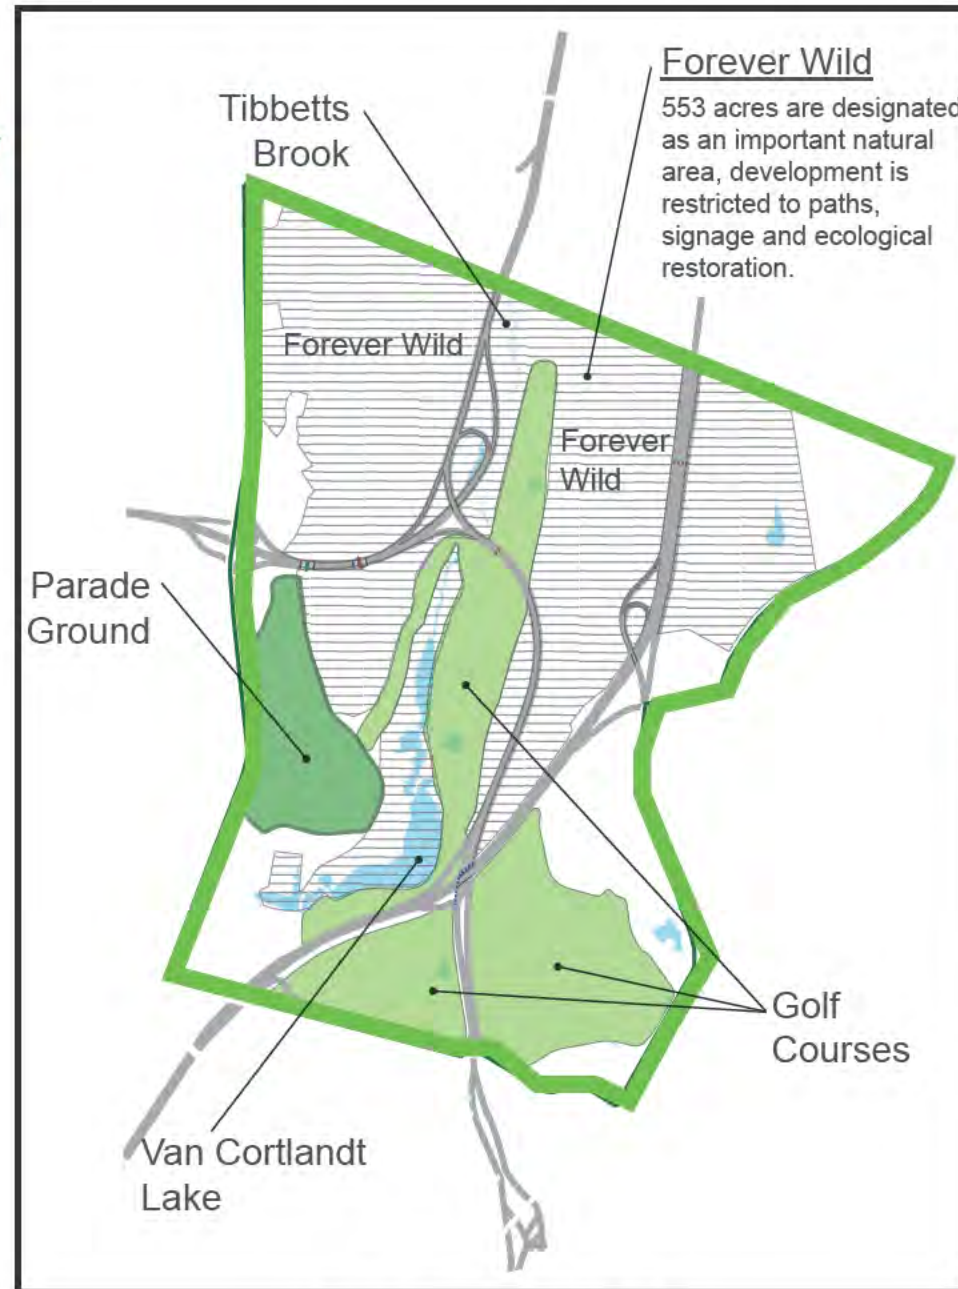 Tibbetts
Brook
Forever Wild
553 acres are designated
as an important natural
area, development is
restricted to paths,
signage and ecological
restoration.
Forever Wild
Forever
Wild
Parade
Ground
Golf
Courses
Van Cortlandt
Lake